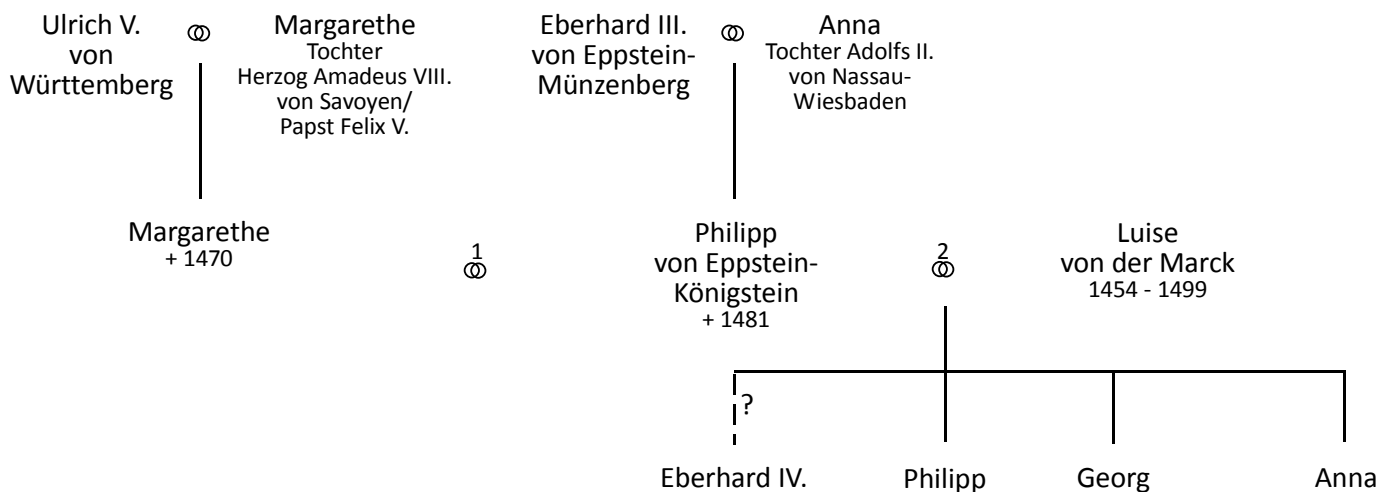 Ulrich V.
von
Württemberg
Margarethe
Tochter
Herzog Amadeus VIII.
von Savoyen/
Papst Felix V.
Eberhard III.
von Eppstein-
Münzenberg
Anna
Tochter Adolfs II.
von Nassau-
Wiesbaden
Margarethe
+ 1470
1
Philipp
von Eppstein-
Königstein
+ 1481
2
Luise
von der Marck
1454 - 1499
?
Eberhard IV.
Philipp
Georg
Anna